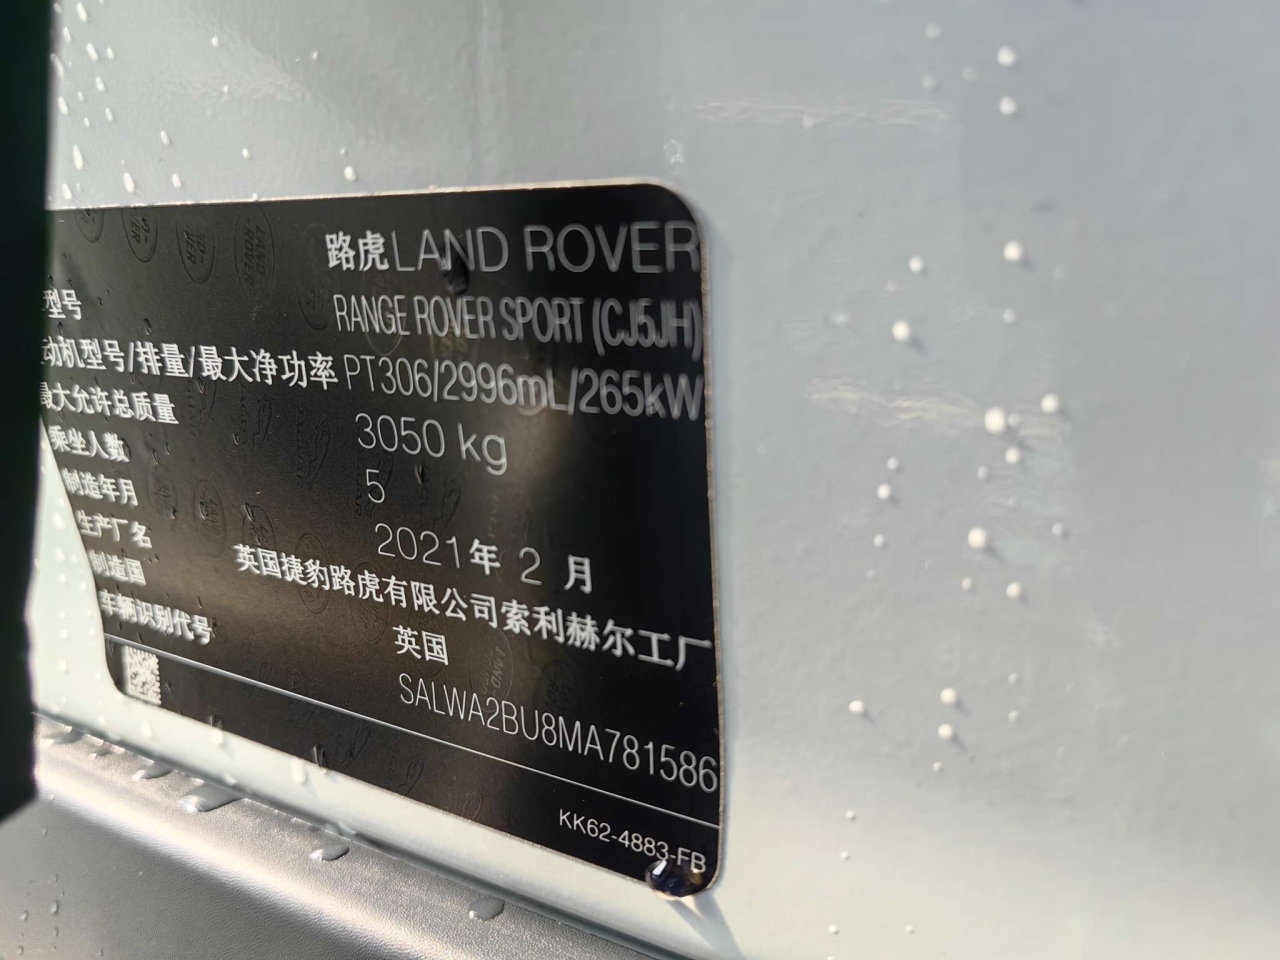 路虎LAND ROVER
型号 RANGE ROVER SPORT (CJ5JH)
动机型号/排量/最大净功率 PT306/2996mL/265kW
最大允许总质量 3050 kg
乘坐人数 5
制造年月 2021年 2 月
生产厂名 英国捷豹路虎有限公司索利赫尔工厂
制造国 英国
车辆识别代号 SALWA2BU8MA781586
KK62-4883-FB